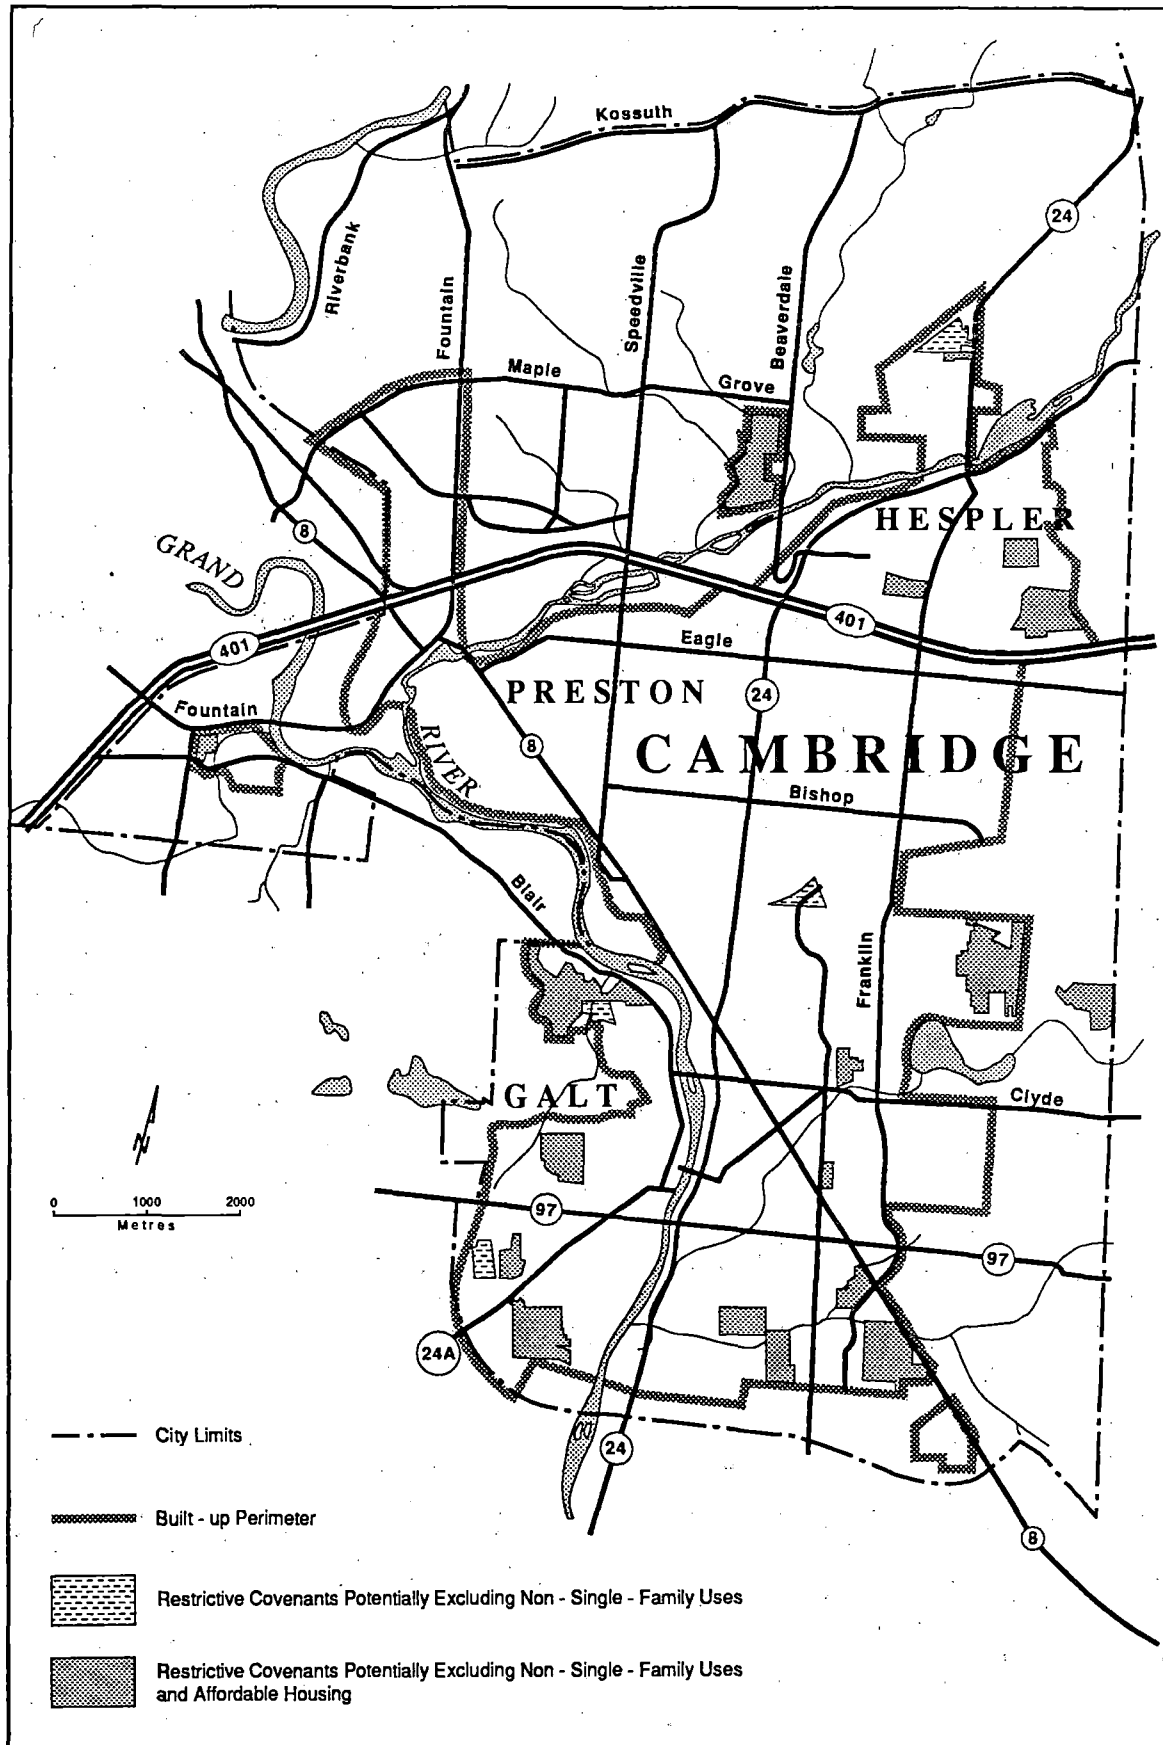 Kossuth
24
Riverbank
Fountain
Speedville
Beaverdale
Maple
Grove
HESPLER
8
GRAND
401
401
Eagle
PRESTON
24
Fountain
RIVER
8
CAMBRIDGE
Bishop
Blair
Franklin
GALT
Clyde
N
0 1000 2000
Metres
97
97
24A
24
8
City Limits
Built - up Perimeter
Restrictive Covenants Potentially Excluding Non - Single - Family Uses
Restrictive Covenants Potentially Excluding Non - Single - Family Uses
and Affordable Housing